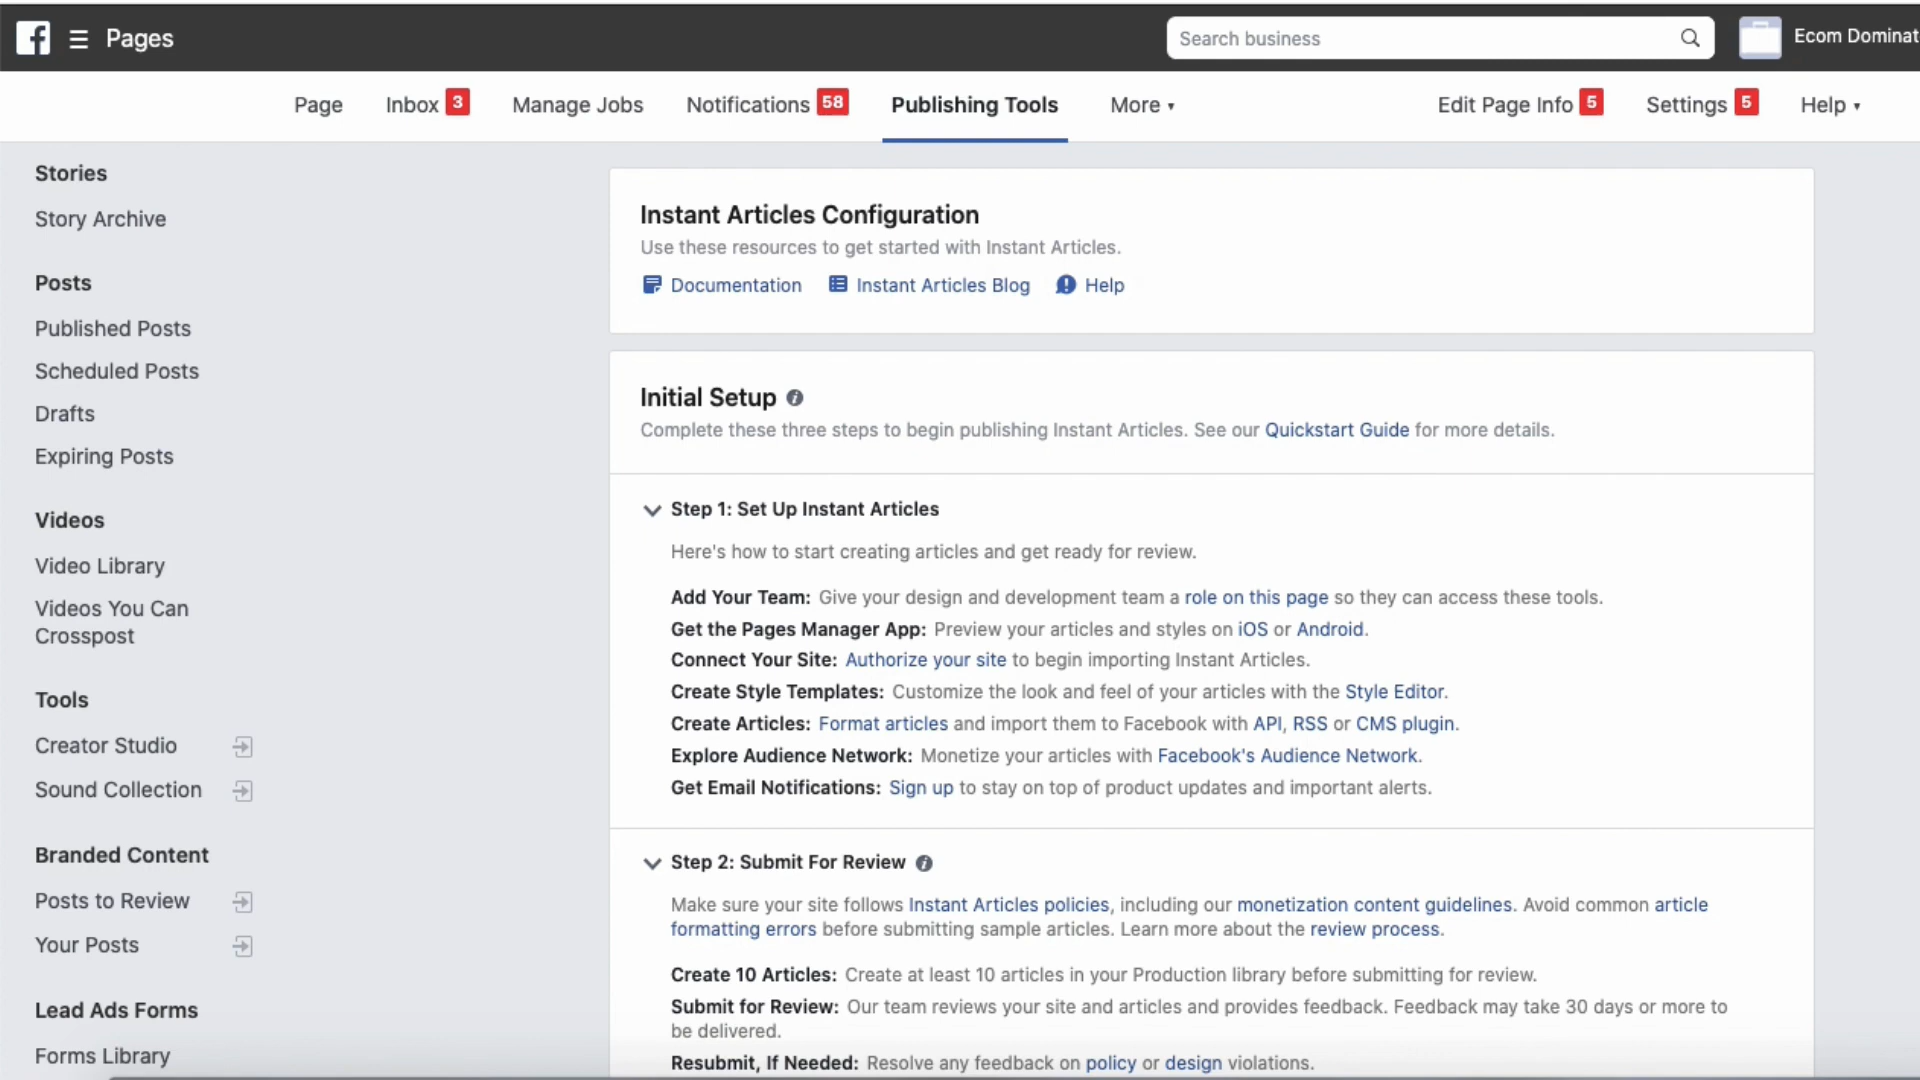 Pages
Search business
Ecom Dominat
Page
Inbox 3
Manage Jobs
Notifications 58
Publishing Tools
More
Edit Page Info 5
Settings 5
Help
Stories
Story Archive
Posts
Published Posts
Scheduled Posts
Drafts
Expiring Posts
Videos
Video Library
Videos You Can
Crosspost
Tools
Creator Studio
Sound Collection
Branded Content
Posts to Review
Your Posts
Lead Ads Forms
Forms Library
Instant Articles Configuration
Use these resources to get started with Instant Articles.
Documentation Instant Articles Blog Help
Initial Setup
Complete these three steps to begin publishing Instant Articles. See our Quickstart Guide for more details.
Step 1: Set Up Instant Articles
Here's how to start creating articles and get ready for review.
Add Your Team: Give your design and development team a role on this page so they can access these tools.
Get the Pages Manager App: Preview your articles and styles on iOS or Android.
Connect Your Site: Authorize your site to begin importing Instant Articles.
Create Style Templates: Customize the look and feel of your articles with the Style Editor.
Create Articles: Format articles and import them to Facebook with API, RSS or CMS plugin.
Explore Audience Network: Monetize your articles with Facebook's Audience Network.
Get Email Notifications: Sign up to stay on top of product updates and important alerts.
Step 2: Submit For Review
Make sure your site follows Instant Articles policies, including our monetization content guidelines. Avoid common article
formatting errors before submitting sample articles. Learn more about the review process.
Create 10 Articles: Create at least 10 articles in your Production library before submitting for review.
Submit for Review: Our team reviews your site and articles and provides feedback. Feedback may take 30 days or more to
be delivered.
Resubmit, If Needed: Resolve any feedback on policy or design violations.